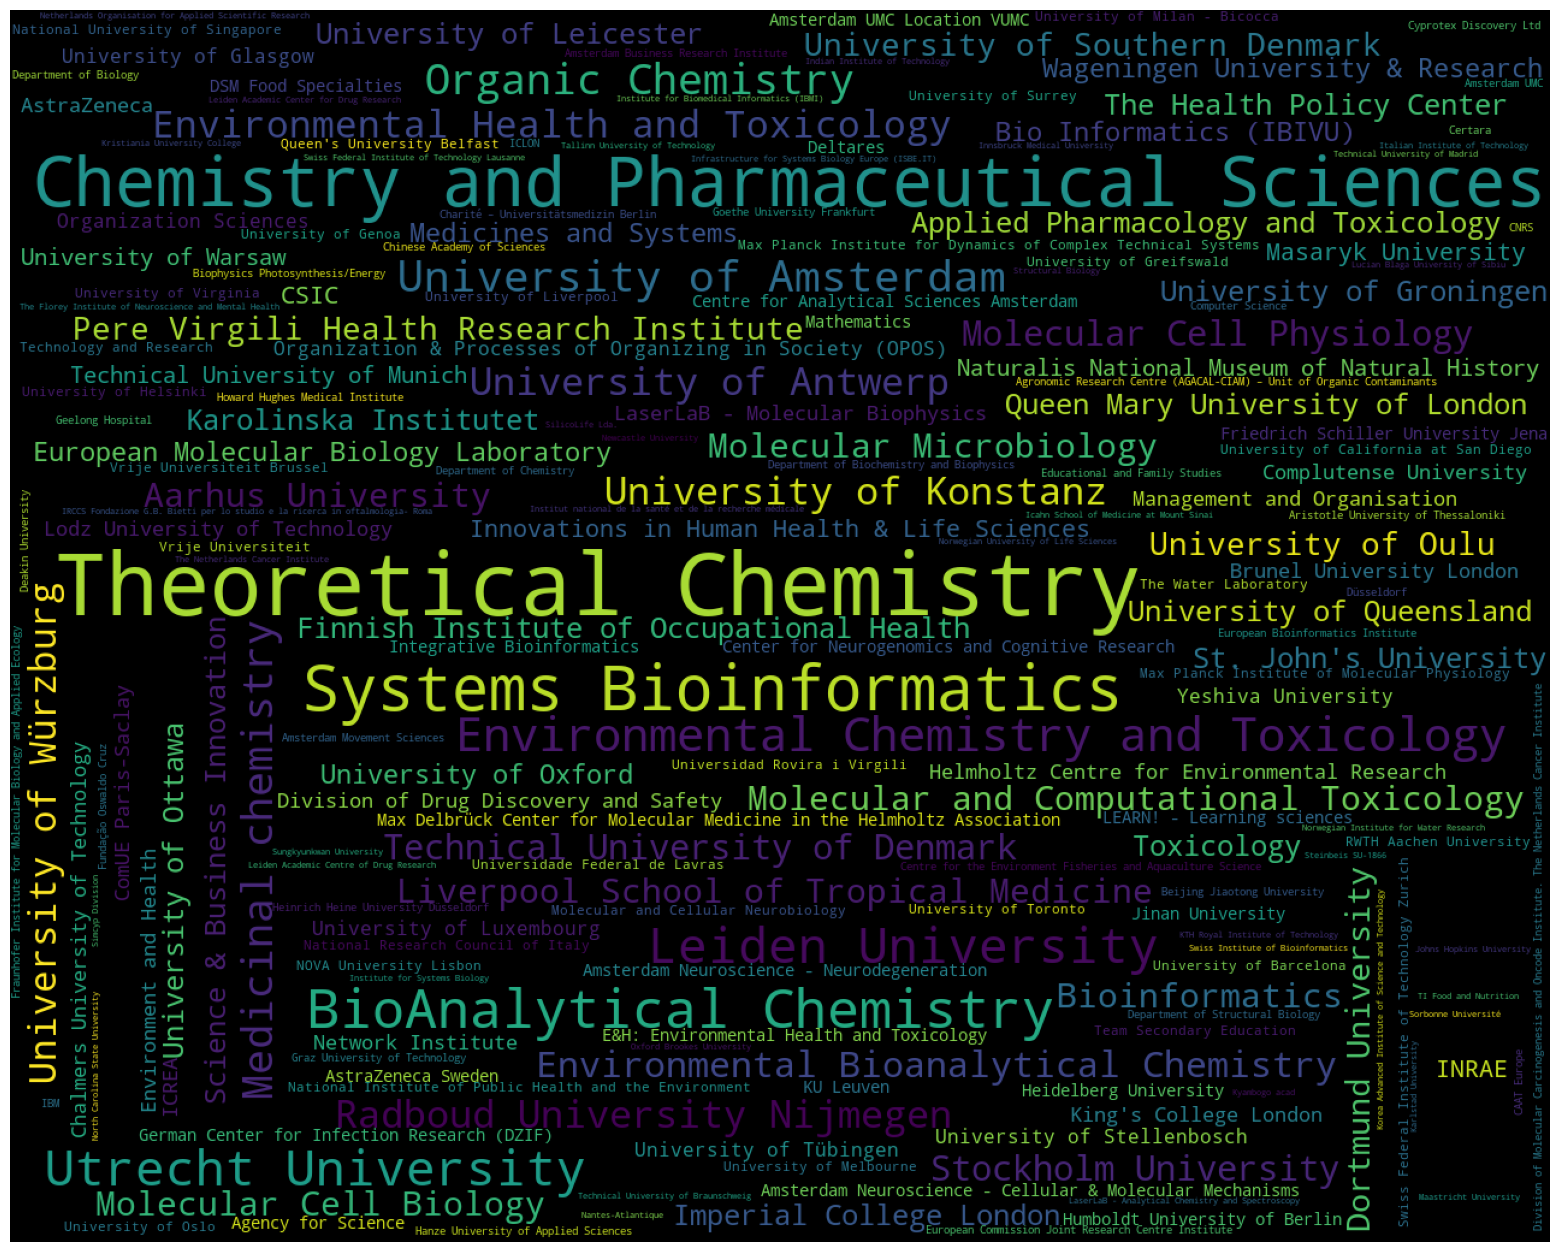 Netherlands Organisation for Applied Scientific Research
National University of Singapore
University of Leicester
Amsterdam UMC Location VUMC
University of Milan - Bicocca
Cyprotex Discovery Ltd
University of Glasgow
Amsterdam Business Research Institute
University of Southern Denmark
Indian Institute of Technology
Wageningen University & Research
Department of Biology
DSM Food Specialties
Organic Chemistry
Amsterdam UMC
AstraZeneca
Leiden Academic Center for Drug Research
Institute for Biomedical Informatics (IBMI)
University of Surrey
The Health Policy Center
Environmental Health and Toxicology
Bio Informatics (IBIVU)
Certara
Kristiania University College
Queen's University Belfast
ICLON
Tallinn University of Technology
Deltares
Innsbruck Medical University
Italian Institute of Technology
Swiss Federal Institute of Technology Lausanne
Infrastructure for Systems Biology Europe (ISBE.IT)
Technical University of Madrid
Chemistry and Pharmaceutical Sciences
Organization Sciences
Charité - Universitätsmedizin Berlin
Goethe University Frankfurt
Applied Pharmacology and Toxicology
CNRS
University of Genoa
Medicines and Systems
Chinese Academy of Sciences
Max Planck Institute for Dynamics of Complex Technical Systems
Masaryk University
University of Warsaw
University of Greifswald
Lucian Blaga University of Sibiu
Biophysics Photosynthesis/Energy
University of Amsterdam
Structural Biology
University of Virginia
CSIC
University of Liverpool
Centre for Analytical Sciences Amsterdam
University of Groningen
The Florey Institute of Neuroscience and Mental Health
Computer Science
Pere Virgili Health Research Institute
Mathematics
Molecular Cell Physiology
Technology and Research
Organization & Processes of Organizing in Society (OPOS)
Technical University of Munich
University of Antwerp
Naturalis National Museum of Natural History
University of Helsinki
Howard Hughes Medical Institute
Agronomic Research Centre (AGACAL-CIAM) - Unit of Organic Contaminants
Geelong Hospital
Karolinska Institutet
SilicoLife Lda.
LaserLaB - Molecular Biophysics
Queen Mary University of London
Newcastle University
Friedrich Schiller University Jena
European Molecular Biology Laboratory
Molecular Microbiology
University of California at San Diego
Vrije Universiteit Brussel
Department of Chemistry
Department of Biochemistry and Biophysics
Educational and Family Studies
Complutense University
Aarhus University
University of Konstanz
Management and Organisation
IRCCS Fondazione G.B. Bietti per lo studio e la ricerca in oftalmologia- Roma
Institut national de la santé et de la recherche médicale
Icahn School of Medicine at Mount Sinai
Aristotle University of Thessaloniki
Deakin University
Lodz University of Technology
Innovations in Human Health & Life Sciences
Vrije Universiteit
Norwegian University of Life Sciences
University of Oulu
The Netherlands Cancer Institute
Theoretical Chemistry
Brunel University London
The Water Laboratory
Düsseldorf
University of Queensland
Finnish Institute of Occupational Health
European Bioinformatics Institute
Integrative Bioinformatics
Center for Neurogenomics and Cognitive Research
St. John's University
Max Planck Institute of Molecular Physiology
Systems Bioinformatics
Yeshiva University
Environmental Chemistry and Toxicology
Amsterdam Movement Sciences
University of Oxford
Universidad Rovira i Virgili
Helmholtz Centre for Environmental Research
Division of Drug Discovery and Safety
Molecular and Computational Toxicology
Max Delbrück Center for Molecular Medicine in the Helmholtz Association
LEARN! - Learning sciences
Norwegian Institute for Water Research
Technical University of Denmark
Toxicology
RWTH Aachen University
Sungkyunkwan University
Steinbeis SU-1866
Leiden Academic Centre of Drug Research
Universidade Federal de Lavras
Centre for the Environment Fisheries and Aquaculture Science
Liverpool School of Tropical Medicine
Beijing Jiaotong University
Heinrich Heine University Düsseldorf
Molecular and Cellular Neurobiology
University of Toronto
Jinan University
University of Luxembourg
KTH Royal Institute of Technology
National Research Council of Italy
Leiden University
Swiss Institute of Bioinformatics
Johns Hopkins University
NOVA University Lisbon
Amsterdam Neuroscience - Neurodegeneration
University of Barcelona
Institute for Systems Biology
BioAnalytical Chemistry
Bioinformatics
TI Food and Nutrition
Department of Structural Biology
Sorbonne Université
Network Institute
E&H: Environmental Health and Toxicology
Team Secondary Education
Oxford Brookes University
Graz University of Technology
Environmental Bioanalytical Chemistry
INRAE
AstraZeneca Sweden
National Institute of Public Health and the Environment
KU Leuven
Heidelberg University
Kyambogo acad
Radboud University Nijmegen
King's College London
German Center for Infection Research (DZIF)
University of Stellenbosch
University of Tübingen
Utrecht University
University of Melbourne
Stockholm University
Molecular Cell Biology
Technical University of Braunschweig
Amsterdam Neuroscience - Cellular & Molecular Mechanisms
Maastricht University
LaserLaB - Analytical Chemistry and Spectroscopy
University of Oslo
Agency for Science
Nantes-Atlantique
Imperial College London
Humboldt University of Berlin
Hanze University of Applied Sciences
European Commission Joint Research Centre Institute
Fraunhofer Institute for Molecular Biology and Applied Ecology
University of Würzburg
IBM
Chalmers University of Technology
Sincyp Division
North Carolina State University
Fundação Oswaldo Cruz
ComUE Paris-Saclay
Environment and Health
ICREA
University of Ottawa
Science & Business Innovation
Medicinal chemistry
Dortmund University
Korea Advanced Institute of Science and Technology
Swiss Federal Institute of Technology Zurich
Karlstad University
CAAT Europe
Division of Molecular Carcinogenesis and Oncode Institute. The Netherlands Cancer Institute